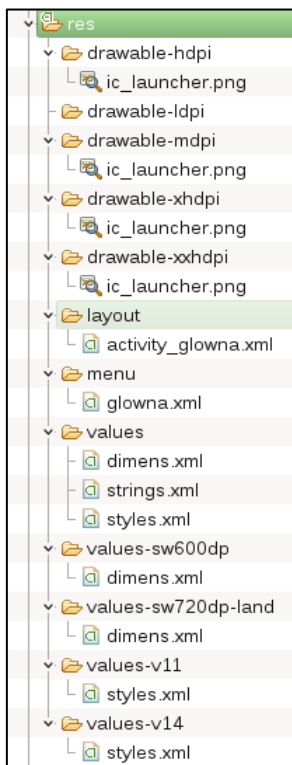 res
drawable-hdpi
ic_launcher.png
drawable-ldpi
drawable-mdpi
ic_launcher.png
drawable-xhdpi
ic_launcher.png
drawable-xxhdpi
ic_launcher.png
layout
activity_glowna.xml
menu
glowna.xml
values
dimens.xml
strings.xml
styles.xml
values-sw600dp
dimens.xml
values-sw720dp-land
dimens.xml
values-v11
styles.xml
values-v14
styles.xml